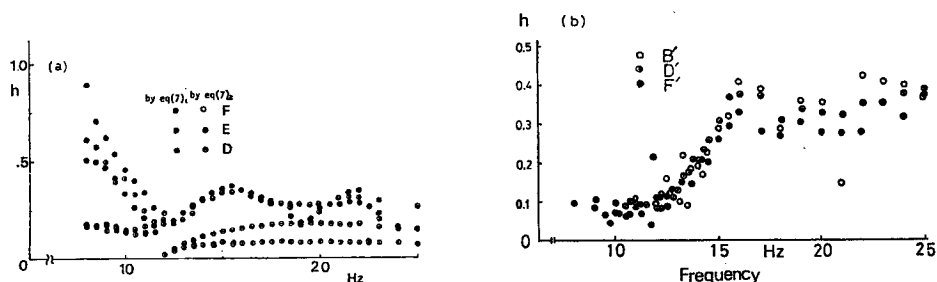 1.0
h
(a)
by eq(7)₁ by eq(7)₂
F
E
D
.5
0
10
20
Hz
h
(b)
0.5
0.4
0.3
0.2
0.1
0
B′
D′
F′
10
15
20
25
Hz
Frequency